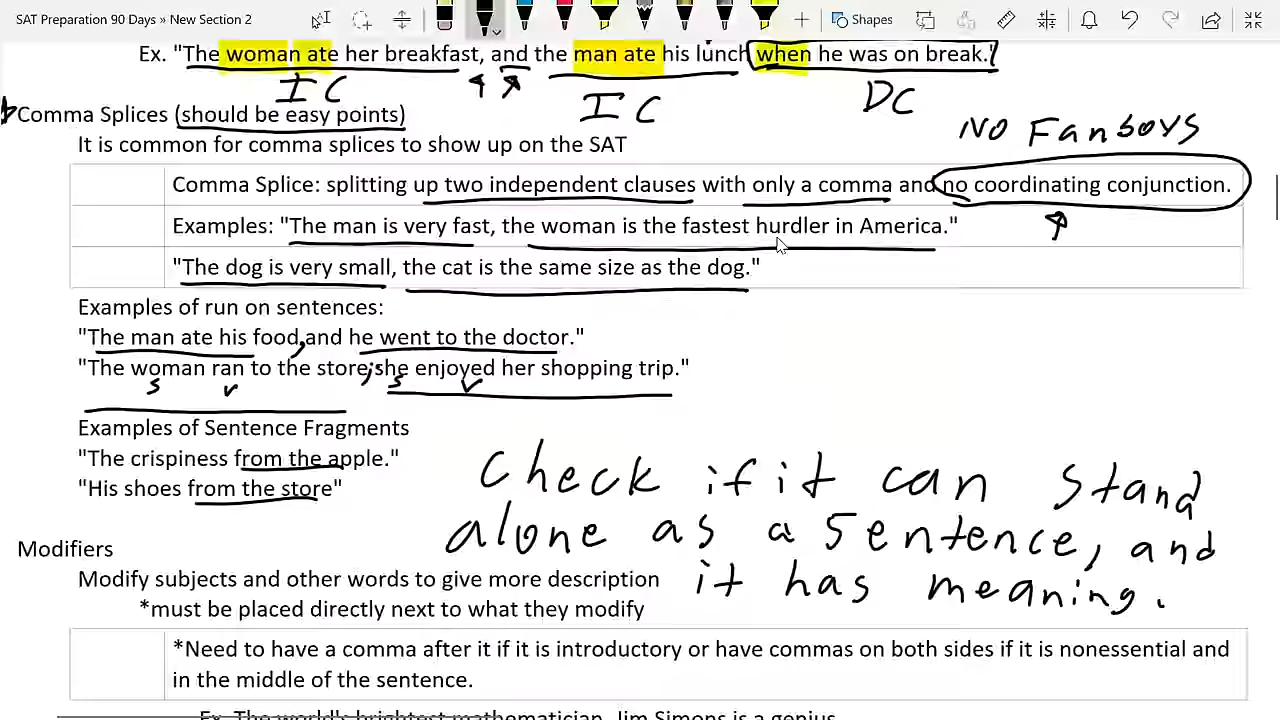 SAT Preparation 90 Days » New Section 2
Shapes
Ex. "The woman ate her breakfast, and the man ate his lunch when he was on break."
IC IC DC
Comma Splices (should be easy points)
NO Fanboys
It is common for comma splices to show up on the SAT
Comma Splice: splitting up two independent clauses with only a comma and no coordinating conjunction.
Examples: "The man is very fast, the woman is the fastest hurdler in America."
"The dog is very small, the cat is the same size as the dog."
Examples of run on sentences:
"The man ate his food, and he went to the doctor."
"The woman ran to the store; she enjoyed her shopping trip."
s v s v
Examples of Sentence Fragments
"The crispiness from the apple."
"His shoes from the store"
Check if it can stand
alone as a sentence, and
it has meaning.
Modifiers
Modify subjects and other words to give more description
*must be placed directly next to what they modify
*Need to have a comma after it if it is introductory or have commas on both sides if it is nonessential and
in the middle of the sentence.
Ex. The world's brightest mathematician, Jim Simons is a genius